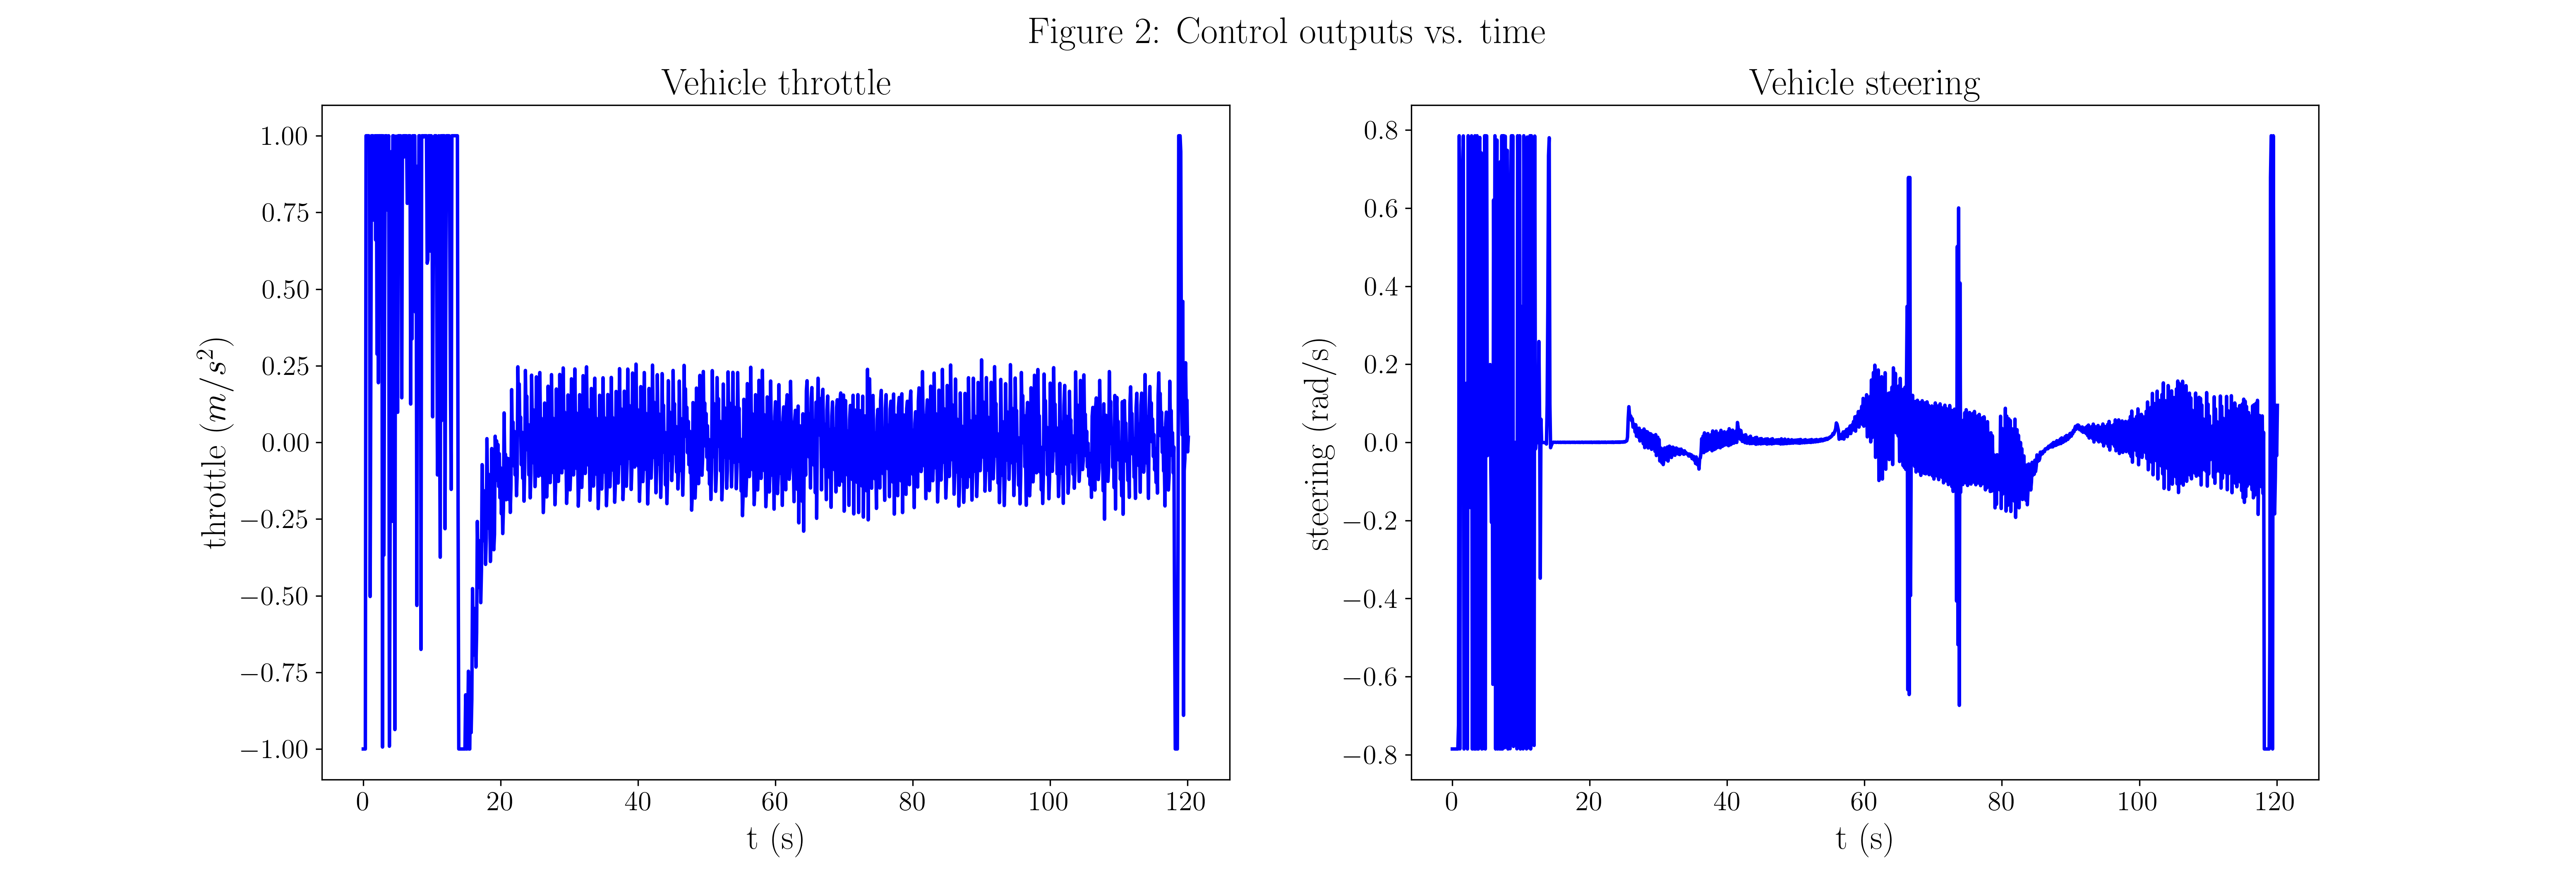 Figure 2: Control outputs vs. time
Vehicle throttle
1.00
0.75
0.50
0.25
0.00
−0.25
−0.50
−0.75
−1.00
throttle (m/s²)
0 20 40 60 80 100 120
t (s)
Vehicle steering
0.8
0.6
0.4
0.2
0.0
−0.2
−0.4
−0.6
−0.8
steering (rad/s)
0 20 40 60 80 100 120
t (s)